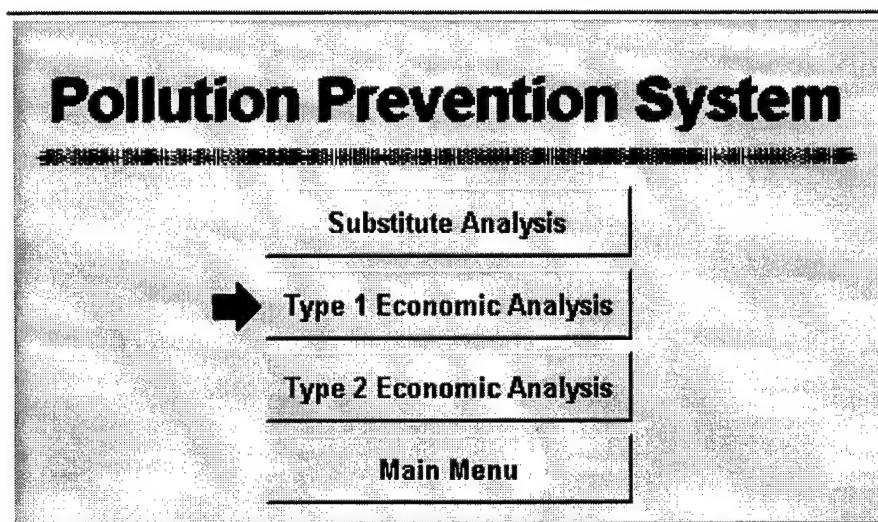 Pollution Prevention System
Substitute Analysis
Type 1 Economic Analysis
Type 2 Economic Analysis
Main Menu